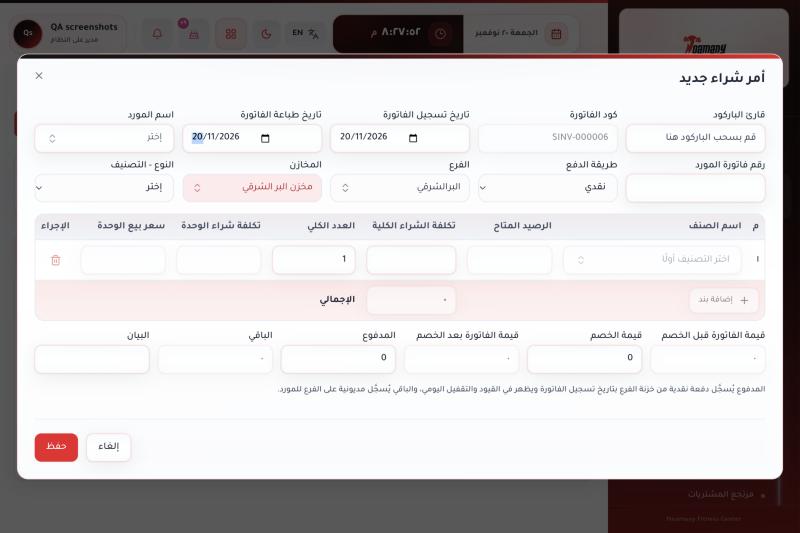 QA screenshots
مدير على النظام
Qs
EN
٨:٢٧:٥٢ م
الجمعة ٢٠ نوفمبر
Noamany
أمر شراء جديد
قارئ الباركود
كود الفاتورة
تاريخ تسجيل الفاتورة
تاريخ طباعة الفاتورة
اسم المورد
قم بسحب الباركود هنا
SINV-000006
20/11/2026
20/11/2026
إختر
رقم فاتورة المورد
طريقة الدفع
الفرع
المخازن
النوع - التصنيف
نقدي
البرالشرقي
مخزن البر الشرقي
إختر
م
اسم الصنف
الرصيد المتاح
تكلفة الشراء الكلية
العدد الكلي
تكلفة شراء الوحدة
سعر بيع الوحدة
الإجراء
١
اختر التصنيف أولًا
1
+ إضافة بند
٠
الإجمالي
قيمة الفاتورة قبل الخصم
قيمة الخصم
قيمة الفاتورة بعد الخصم
المدفوع
الباقي
البيان
٠
0
٠
0
٠
المدفوع يُسجَّل دفعة نقدية من خزنة الفرع بتاريخ تسجيل الفاتورة ويظهر في القيود والتقفيل اليومي، والباقي يُسجَّل مديونية على الفرع للمورد.
إلغاء
حفظ
مرتجع المشتريات
Noamany Fitness Center